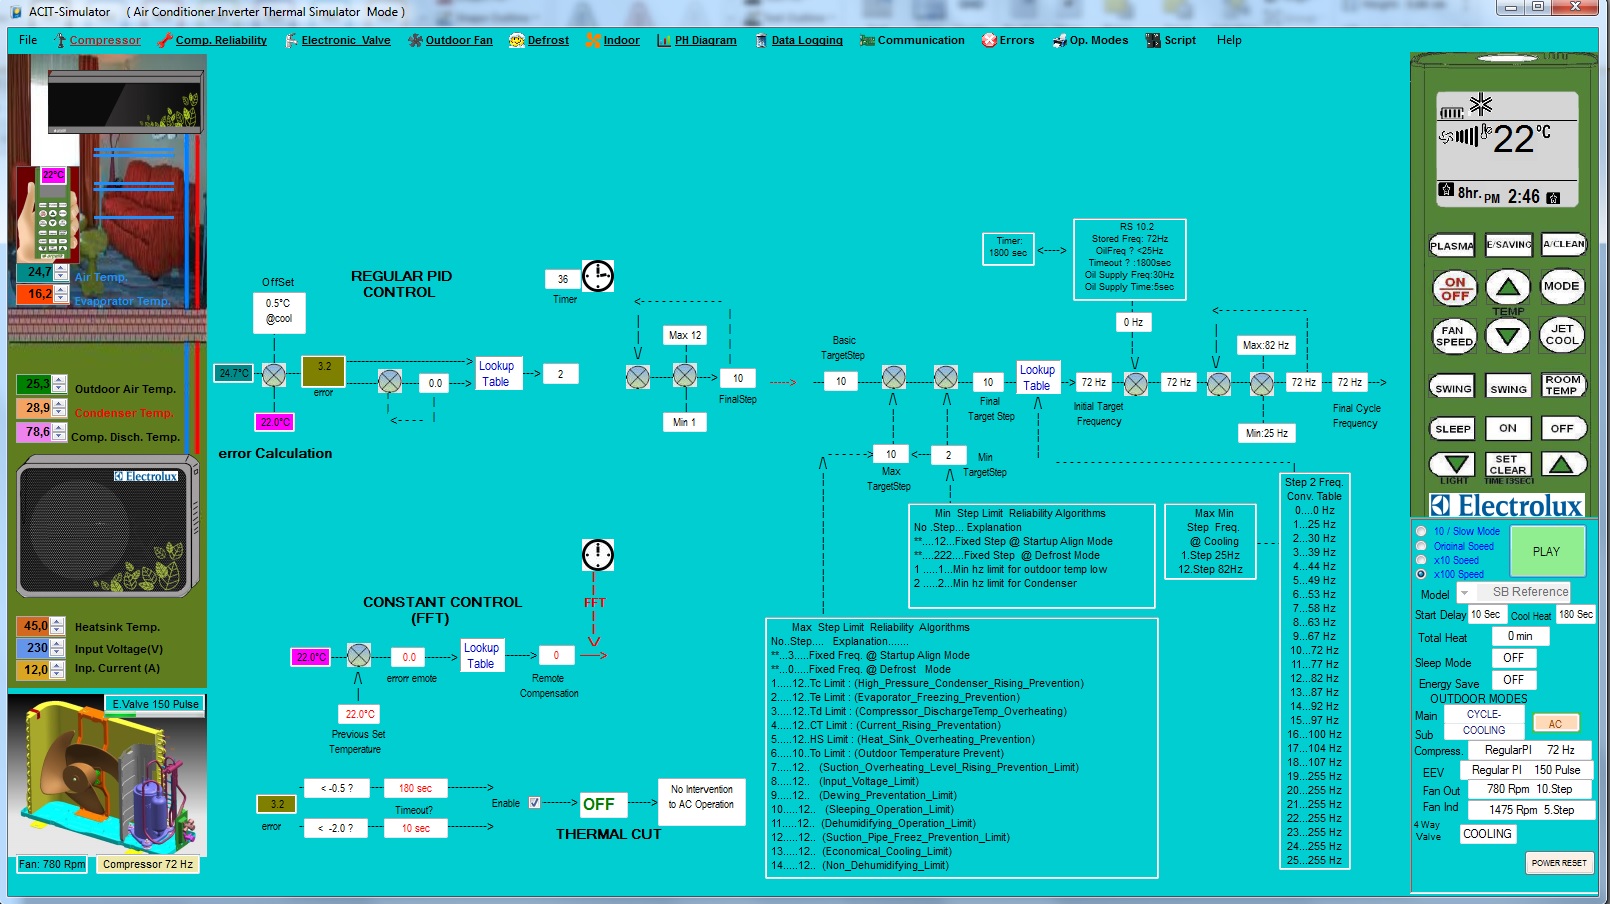 ACIT-Simulator ( Air Conditioner Inverter Thermal Simulator Mode )
File Compressor Comp. Reliability Electronic Valve Outdoor Fan Defrost Indoor PH Diagram Data Logging Communication Errors Op. Modes Script Help
22°C
24,7 Air Temp.
16,2 Evaporator Temp.
25,3 Outdoor Air Temp.
28,9 Condenser Temp.
78,6 Comp. Disch. Temp.
Electrolux
45,0 Heatsink Temp.
230 Input Voltage(V)
12,0 Inp. Current (A)
E.Valve 150 Pulse
Fan: 780 Rpm
Compressor 72 Hz
OffSet
0.5°C
@cool
REGULAR PID
CONTROL
36
Timer
24.7°C
3.2
error
0.0
Lookup
Table
2
22.0°C
error Calculation
Max 12
10
FinalStep
Min 1
Timer:
1800 sec
<---->
RS 10.2
Stored Freq: 72Hz
OilFreq ? <25Hz
Timeout ? :1800sec
Oil Supply Freq:30Hz
Oil Supply Time:5sec
0 Hz
Basic
TargetStep
10
10
Final
Target Step
Lookup
Table
72 Hz
Initial Target
Frequency
72 Hz
Max:82 Hz
72 Hz
72 Hz
Min:25 Hz
Final Cycle
Frequency
10
Max
TargetStep
2
Min
TargetStep
Min Step Limit Reliability Algorithms
No .Step... Explanation
**....12...Fixed Step @ Startup Align Mode
**....222....Fixed Step @ Defrost Mode
1 .....1...Min hz limit for outdoor temp low
2 .....2...Min hz limit for Condenser
Max Min
Step Freq.
@ Cooling
1.Step 25Hz
12.Step 82Hz
Step 2 Freq.
Conv. Table
0....0 Hz
1...25 Hz
2...30 Hz
3...39 Hz
4...44 Hz
5...49 Hz
6...53 Hz
7...58 Hz
8...63 Hz
9...67 Hz
10...72 Hz
11...77 Hz
12...82 Hz
13...87 Hz
14...92 Hz
15...97 Hz
16...100 Hz
17...104 Hz
18...107 Hz
19...255 Hz
20...255 Hz
21...255 Hz
22...255 Hz
23...255 Hz
24...255 Hz
25...255 Hz
CONSTANT CONTROL
(FFT)
FFT
22.0°C
0.0
errorr emote
Lookup
Table
0
Remote
Compensation
22.0°C
Previous Set
Temperature
3.2
error
< -0.5 ?
180 sec
Timeout?
< -2.0 ?
10 sec
Enable
OFF
THERMAL CUT
No Intervention
to AC Operation
Max Step Limit Reliability Algorithms
No..Step.... Explanation.......
**...3.....Fixed Freq. @ Startup Align Mode
**...0.....Fixed Freq. @ Defrost Mode
1.....12..Tc Limit : (High_Pressure_Condenser_Rising_Prevention)
2.....12..Te Limit : (Evaporator_Freezing_Prevention)
3.....12..Td Limit : (Compressor_DischargeTemp_Overheating)
4.....12..CT Limit : (Current_Rising_Preventation)
5.....12..HS Limit : (Heat_Sink_Overheating_Prevention)
6.....10..To Limit : (Outdoor Temperature Prevent)
7.....12.. (Suction_Overheating_Level_Rising_Prevention_Limit)
8.....12.. (Input_Voltage_Limit)
9.....12.. (Dewing_Preventation_Limit)
10.....12.. (Sleeping_Operation_Limit)
11.....12.. (Dehumidifying_Operation_Limit)
12.....12.. (Suction_Pipe_Freez_Prevention_Limit)
13.....12.. (Economical_Cooling_Limit)
14.....12.. (Non_Dehumidifying_Limit)
22°C
8hr. PM 2:46
PLASMA E/SAVING A/CLEAN
ON
OFF
TEMP
MODE
FAN
SPEED
JET
COOL
SWING SWING ROOM
TEMP
SLEEP ON OFF
LIGHT
SET
CLEAR
TIME (3SEC)
Electrolux
10 / Slow Mode
Original Speed
x10 Speed
x100 Speed
PLAY
Model SB Reference
Start Delay 10 Sec Cool Heat 180 Sec
Total Heat 0 min
Sleep Mode OFF
Energy Save OFF
OUTDOOR MODES
Main CYCLE-
Sub COOLING
AC
Compress. RegularPI 72 Hz
EEV Regular PI 150 Pulse
Fan Out 780 Rpm 10.Step
Fan Ind 1475 Rpm 5.Step
4 Way
Valve COOLING
POWER RESET